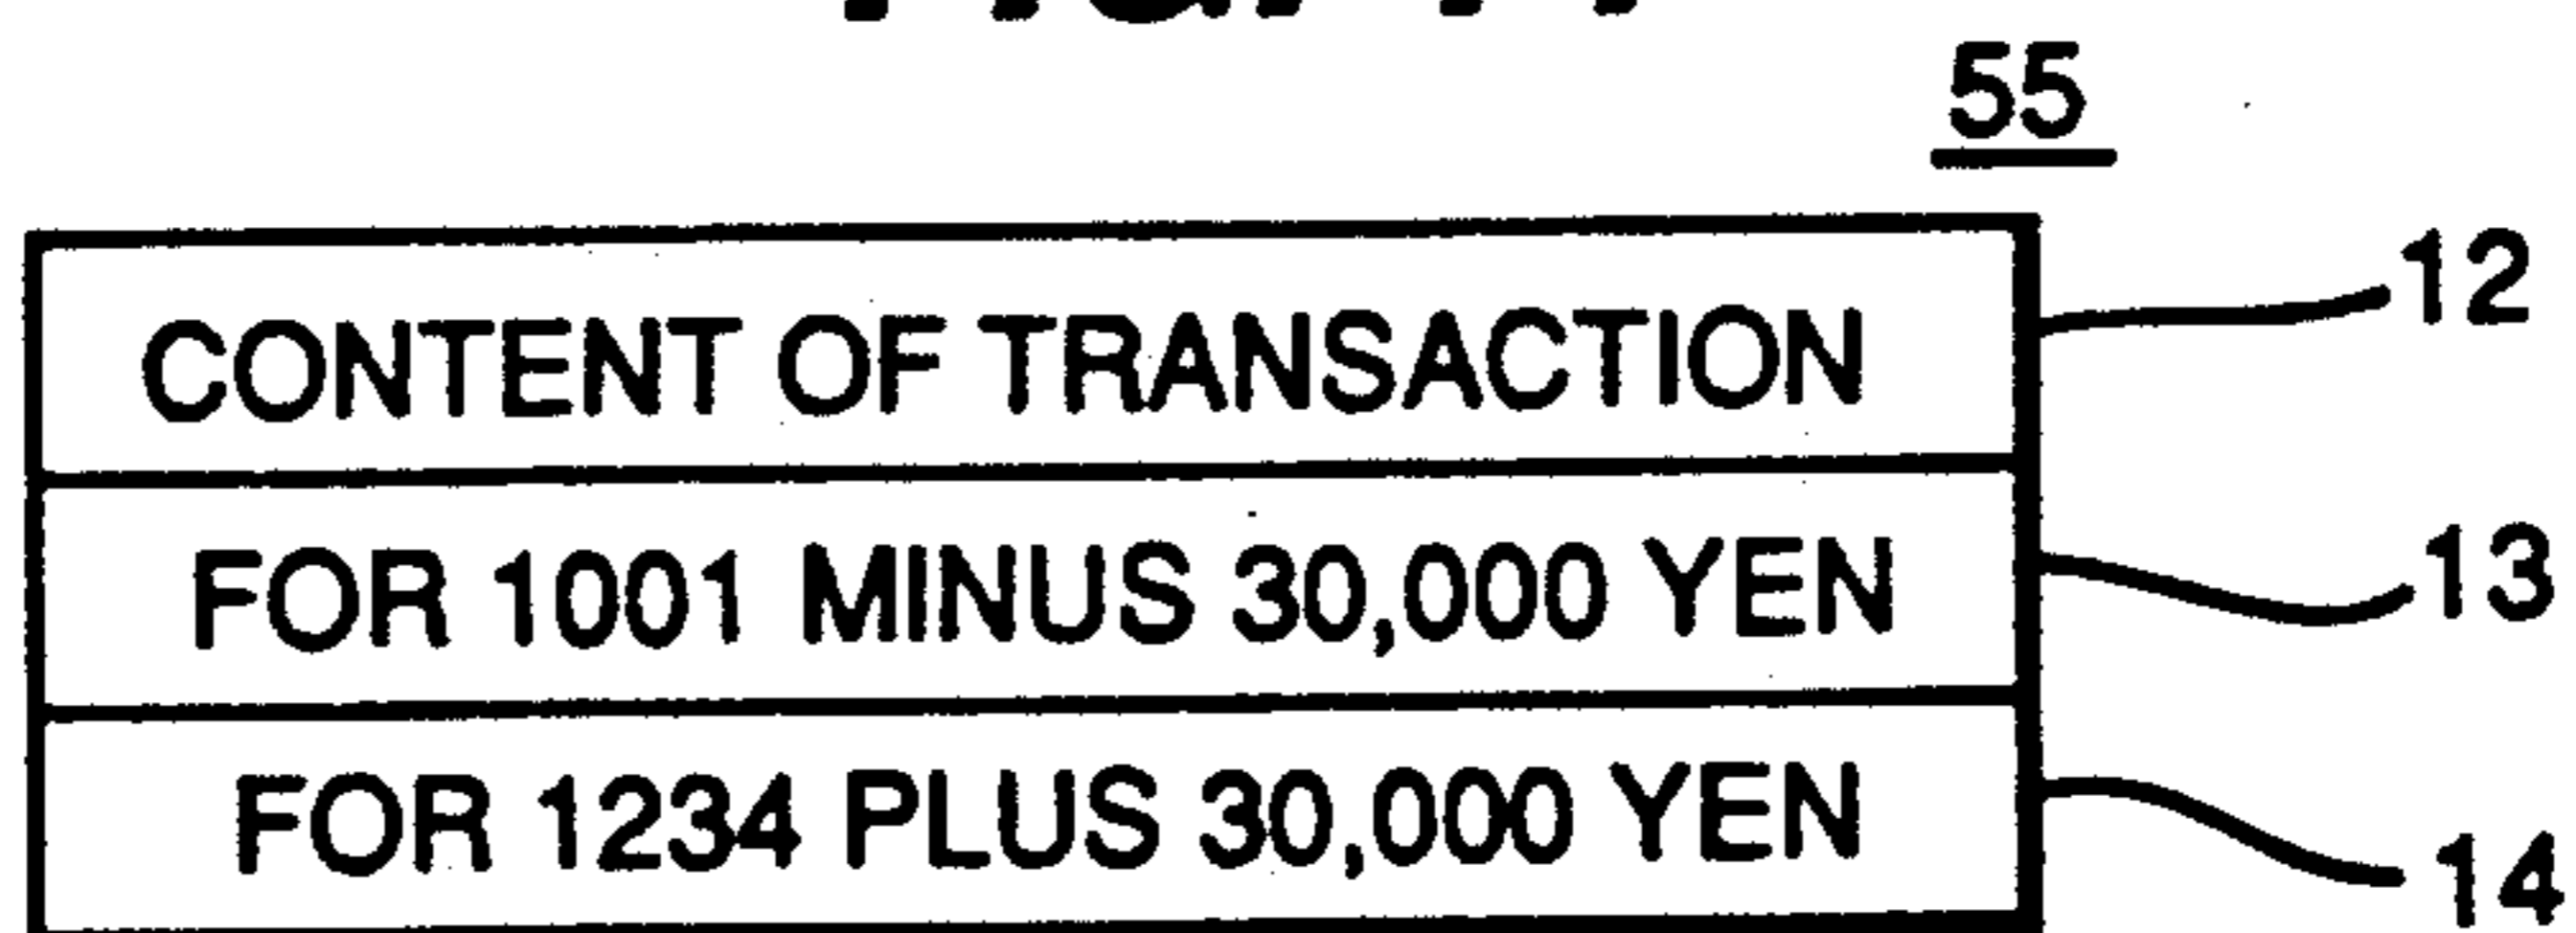 55
CONTENT OF TRANSACTION 12
FOR 1001 MINUS 30,000 YEN 13
FOR 1234 PLUS 30,000 YEN 14